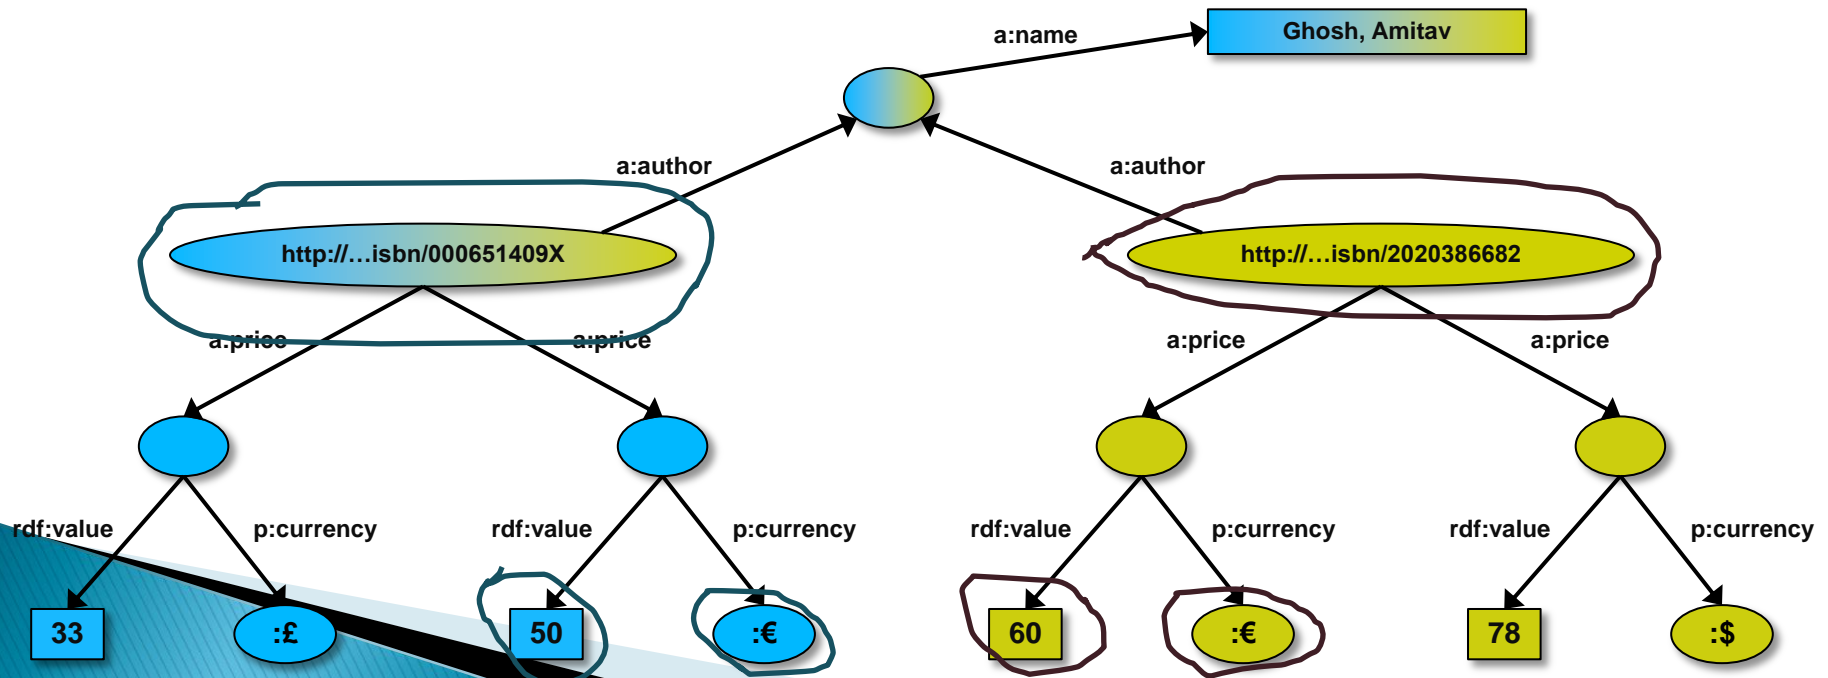 a:name
Ghosh, Amitav
a:author
a:author
http://...isbn/000651409X
http://...isbn/2020386682
a:price
a:price
a:price
a:price
rdf:value
p:currency
rdf:value
p:currency
rdf:value
p:currency
rdf:value
p:currency
33
:£
50
:€
60
:€
78
:$